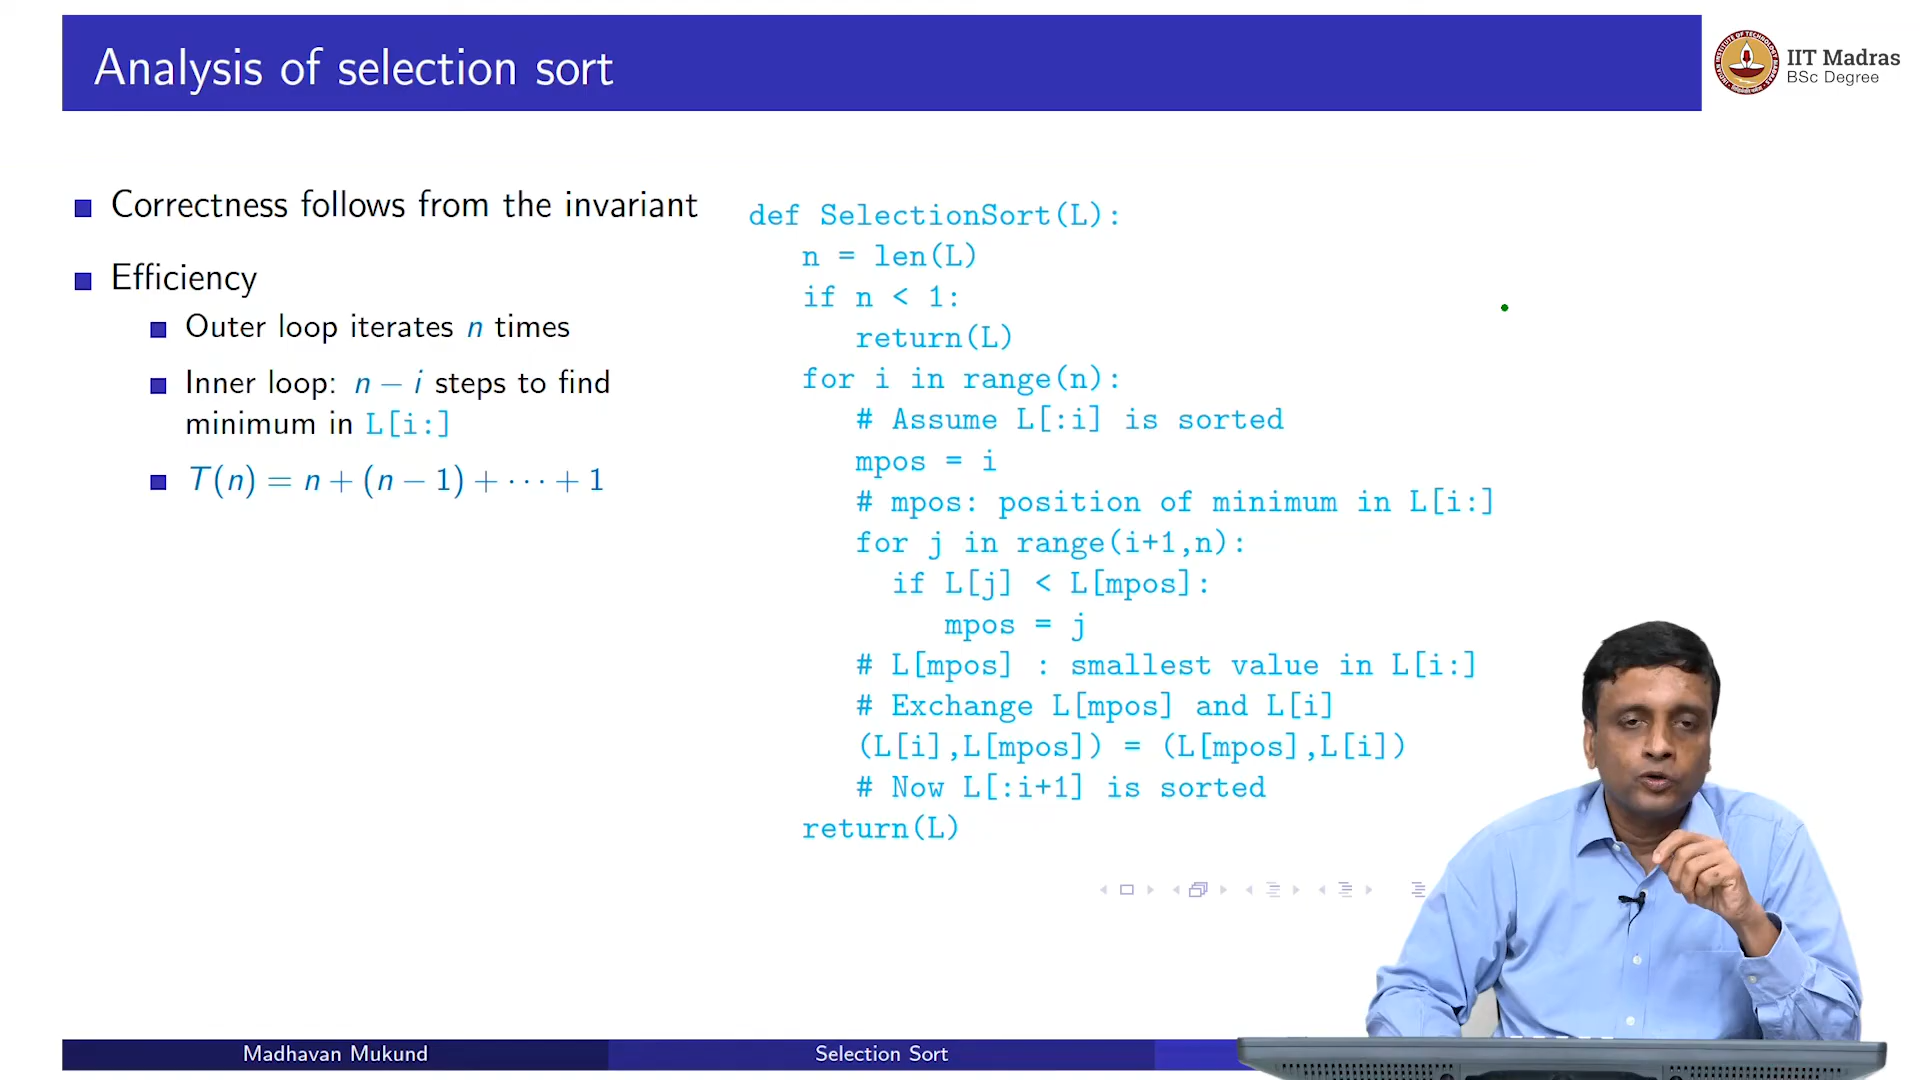 Analysis of selection sort
IIT Madras
BSc Degree
Correctness follows from the invariant
Efficiency
Outer loop iterates n times
Inner loop: n − i steps to find
minimum in L[i:]
T(n) = n + (n − 1) + ··· + 1
def SelectionSort(L):
n = len(L)
if n < 1:
return(L)
for i in range(n):
# Assume L[:i] is sorted
mpos = i
# mpos: position of minimum in L[i:]
for j in range(i+1,n):
if L[j] < L[mpos]:
mpos = j
# L[mpos] : smallest value in L[i:]
# Exchange L[mpos] and L[i]
(L[i],L[mpos]) = (L[mpos],L[i])
# Now L[:i+1] is sorted
return(L)
Madhavan Mukund
Selection Sort